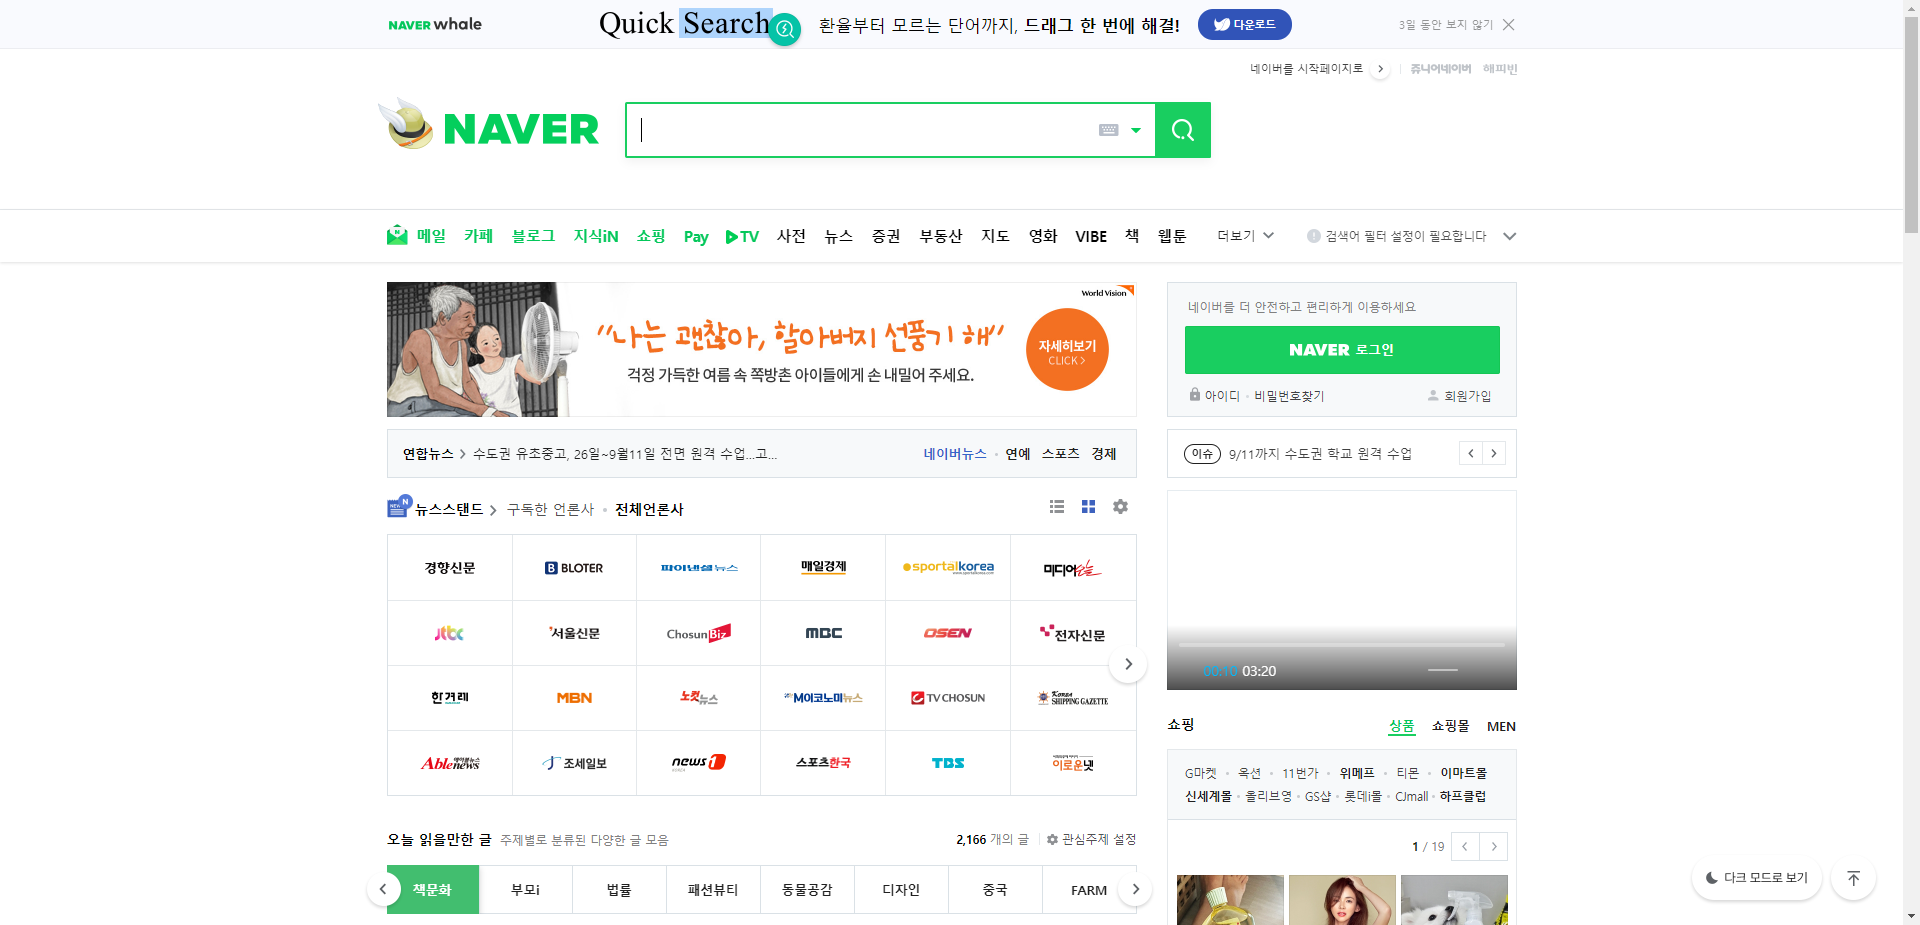 NAVER whale
Quick Search
환율부터 모르는 단어까지, 드래그 한 번에 해결!
다운로드
3일 동안 보지 않기
네이버를 시작페이지로
쥬니어네이버 해피빈
NAVER
메일 카페 블로그 지식iN 쇼핑 Pay TV 사전 뉴스 증권 부동산 지도 영화 VIBE 책 웹툰 더보기
검색어 필터 설정이 필요합니다
World Vision
“나는 괜찮아, 할아버지 선풍기 해”
걱정 가득한 여름 속 쪽방촌 아이들에게 손 내밀어 주세요.
자세히보기
CLICK >
네이버를 더 안전하고 편리하게 이용하세요
NAVER 로그인
아이디 · 비밀번호찾기
회원가입
연합뉴스 > 수도권 유초중고, 26일~9월11일 전면 원격 수업...고...
네이버뉴스 · 연예 스포츠 경제
이슈 9/11까지 수도권 학교 원격 수업
뉴스스탠드 > 구독한 언론사 · 전체언론사
경향신문 BLOTER 파이낸셜뉴스 매일경제 sportalkorea 미디어오늘
jtbc 서울신문 ChosunBiz MBC OSEN 전자신문
한겨레 MBN 노컷뉴스 M이코노미뉴스 TV CHOSUN KOREA SHIPPING GAZETTE
Ablenews 조세일보 news1 스포츠한국 TBS 이로운넷
00:10 03:20
쇼핑
상품 쇼핑몰 MEN
G마켓 · 옥션 · 11번가 · 위메프 · 티몬 · 이마트몰
신세계몰 · 올리브영 · GS샵 · 롯데i몰 · CJmall · 하프클럽
1 / 19
오늘 읽을만한 글 주제별로 분류된 다양한 글 모음
2,166 개의 글
관심주제 설정
책문화 부모i 법률 패션뷰티 동물공감 디자인 중국 FARM
다크 모드로 보기